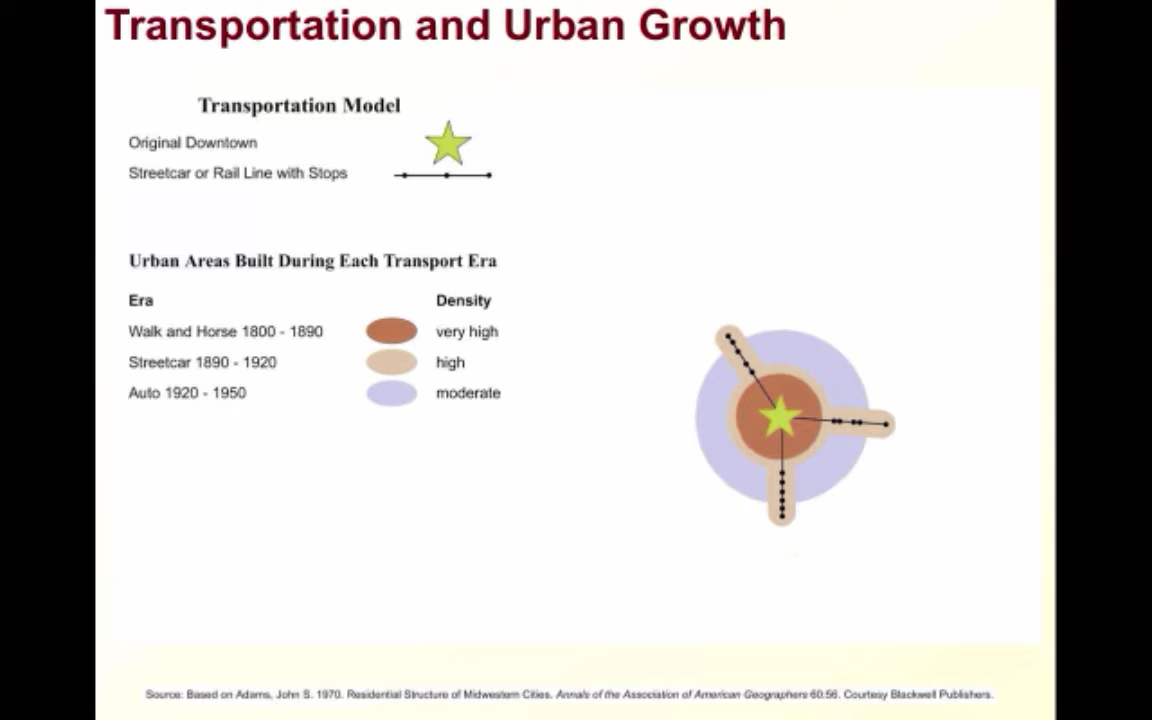 Transportation and Urban Growth
Transportation Model
Original Downtown
Streetcar or Rail Line with Stops
Urban Areas Built During Each Transport Era
Era Density
Walk and Horse 1800 - 1890 very high
Streetcar 1890 - 1920 high
Auto 1920 - 1950 moderate
Source: Based on Adams, John S. 1970. Residential Structure of Midwestern Cities. Annals of the Association of American Geographers 60:56. Courtesy Blackwell Publishers.